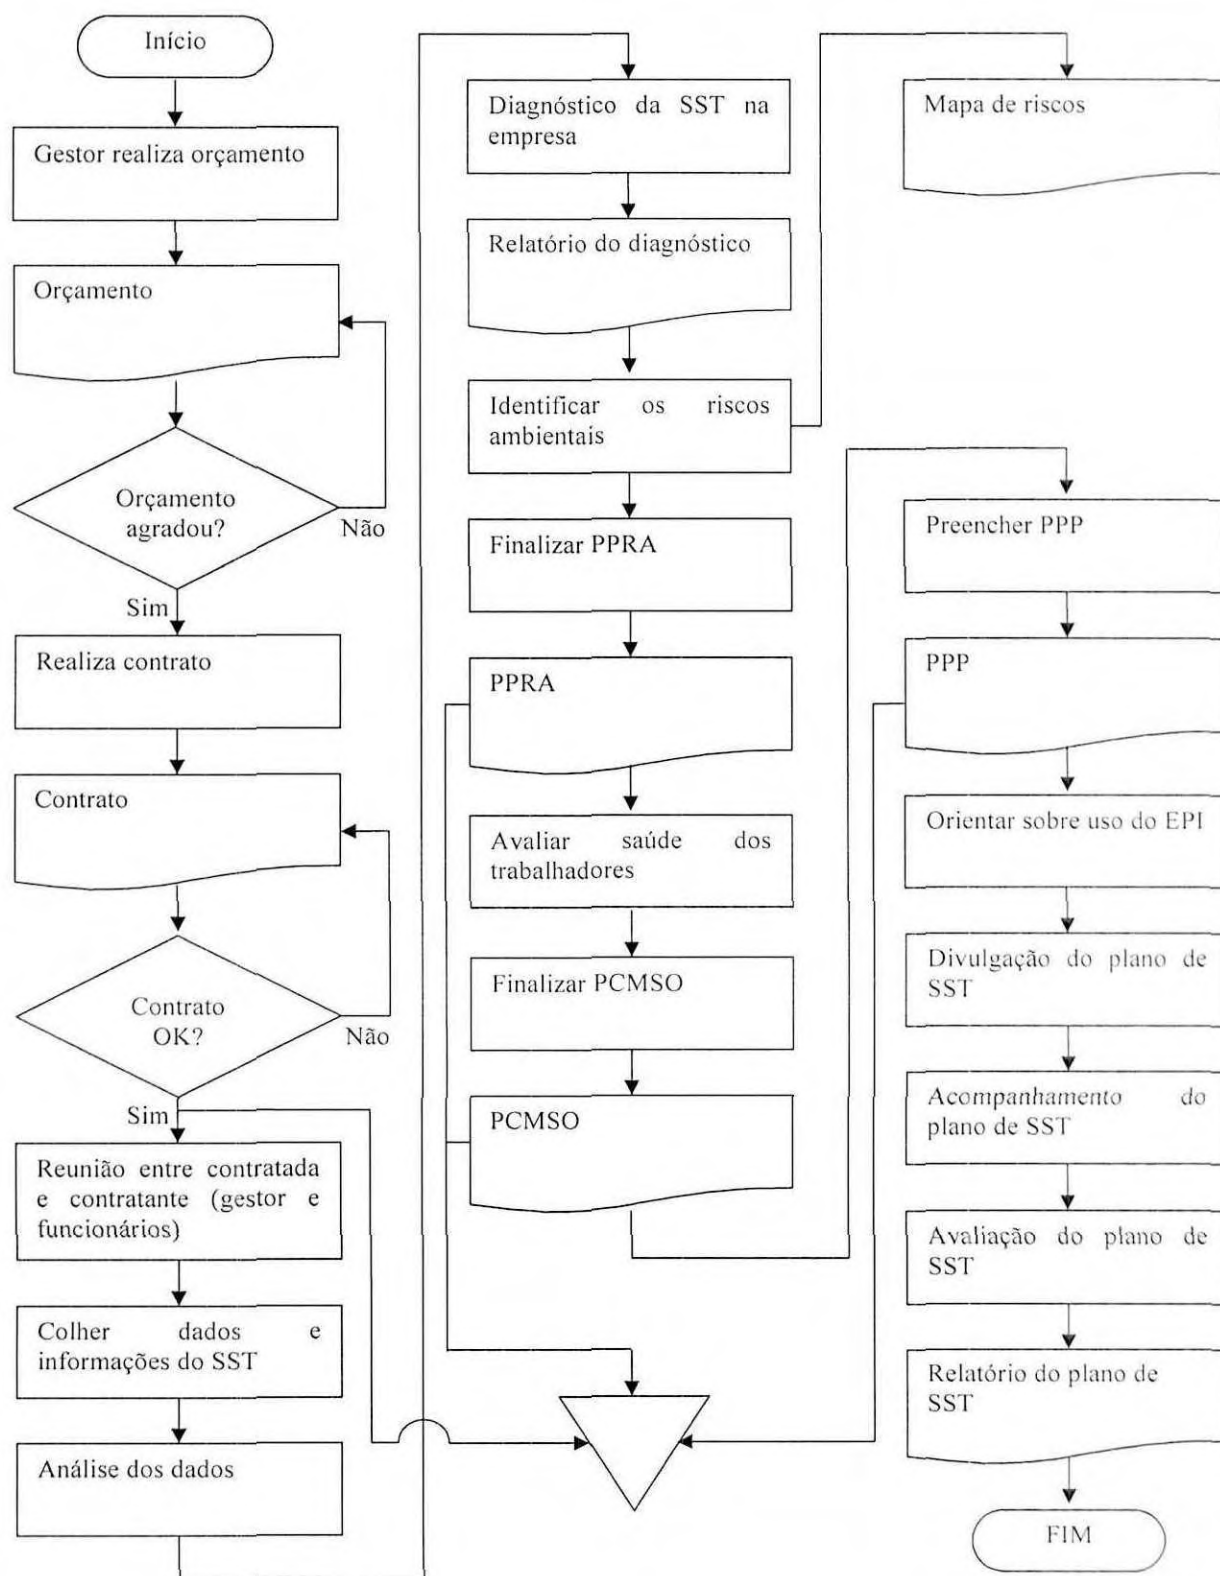 Início
Gestor realiza orçamento
Orçamento
Orçamento
agradou?
Não
Sim
Realiza contrato
Contrato
Contrato
OK?
Não
Sim
Reunião entre contratada
e contratante (gestor e
funcionários)
Colher dados e
informações do SST
Análise dos dados
Diagnóstico da SST na
empresa
Relatório do diagnóstico
Identificar os riscos
ambientais
Finalizar PPRA
PPRA
Avaliar saúde dos
trabalhadores
Finalizar PCMSO
PCMSO
Mapa de riscos
Preencher PPP
PPP
Orientar sobre uso do EPI
Divulgação do plano de
SST
Acompanhamento do
plano de SST
Avaliação do plano de
SST
Relatório do plano de
SST
FIM